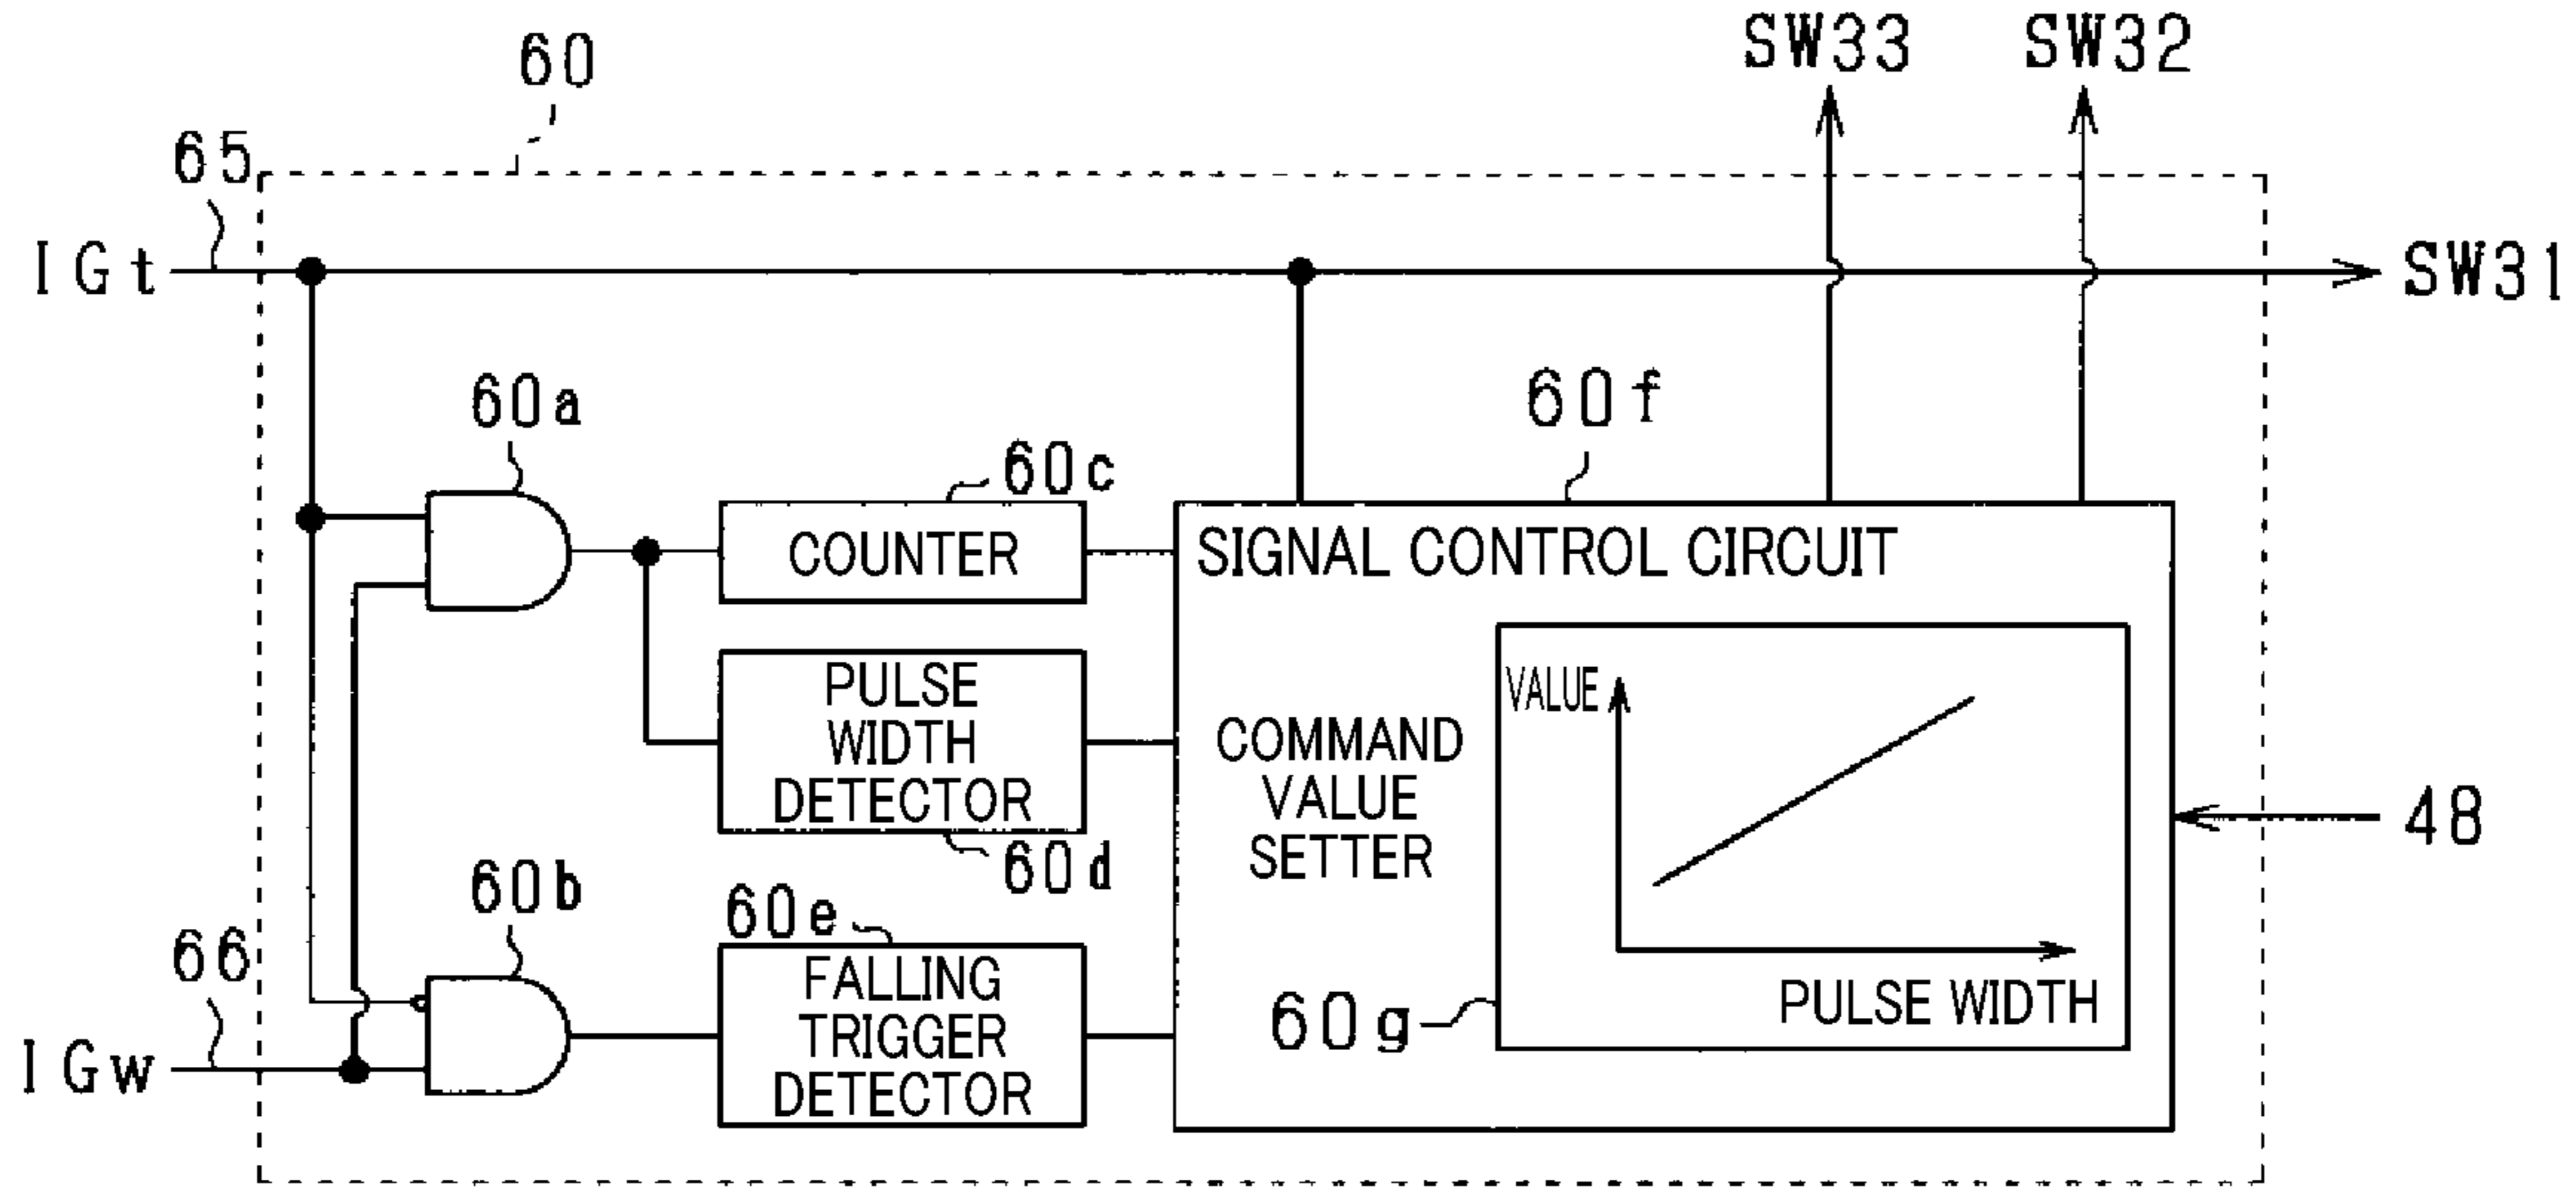 SW33
SW32
60
65
IGt
SW31
60a
60f
60c
COUNTER
SIGNAL CONTROL CIRCUIT
PULSE
WIDTH
DETECTOR
60d
COMMAND
VALUE
SETTER
VALUE
PULSE WIDTH
60g
48
60b
60e
66
FALLING
TRIGGER
DETECTOR
IGw